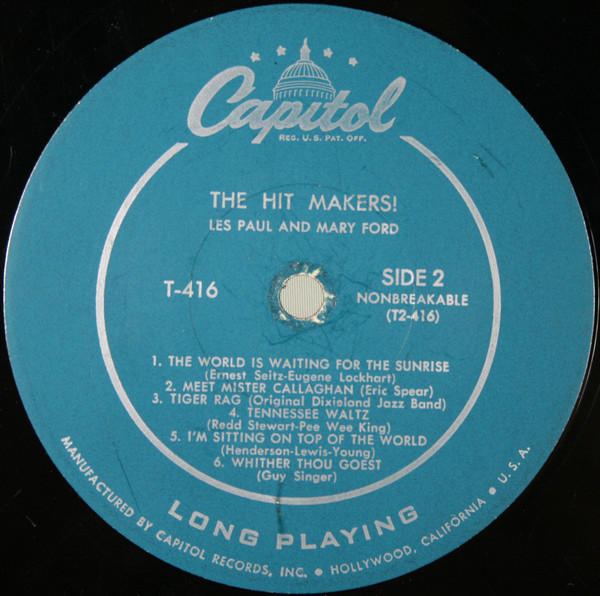 Capitol
REG. U.S. PAT. OFF.
THE HIT MAKERS!
LES PAUL AND MARY FORD
T-416
SIDE 2
NONBREAKABLE
(T2-416)
1. THE WORLD IS WAITING FOR THE SUNRISE
(Ernest Seitz-Eugene Lockhart)
2. MEET MISTER CALLAGHAN (Eric Spear)
3. TIGER RAG (Original Dixieland Jazz Band)
4. TENNESSEE WALTZ
(Redd Stewart-Pee Wee King)
5. I'M SITTING ON TOP OF THE WORLD
(Henderson-Lewis-Young)
6. WHITHER THOU GOEST
(Guy Singer)
LONG PLAYING
MANUFACTURED BY CAPITOL RECORDS, INC. • HOLLYWOOD, CALIFORNIA • U.S.A.